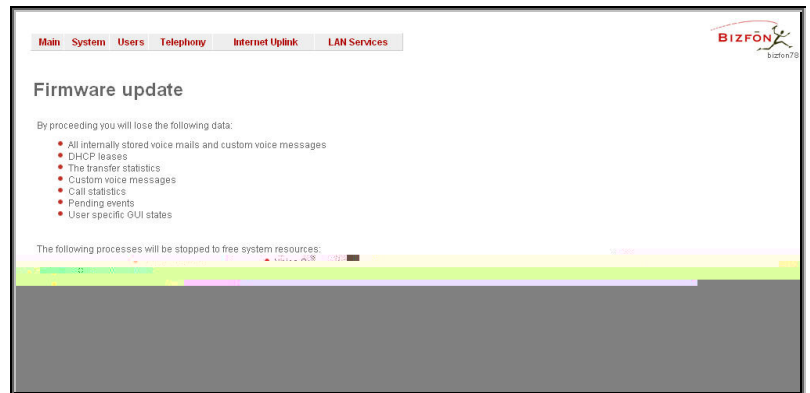 Main System Users Telephony Internet Uplink LAN Services
BIZFŌN
Firmware update
By proceeding you will lose the following data:
All internally stored voice mails and custom voice messages
DHCP leases
The transfer statistics
Custom voice messages
Call statistics
Pending events
User specific GUI states
The following processes will be stopped to free system resources: